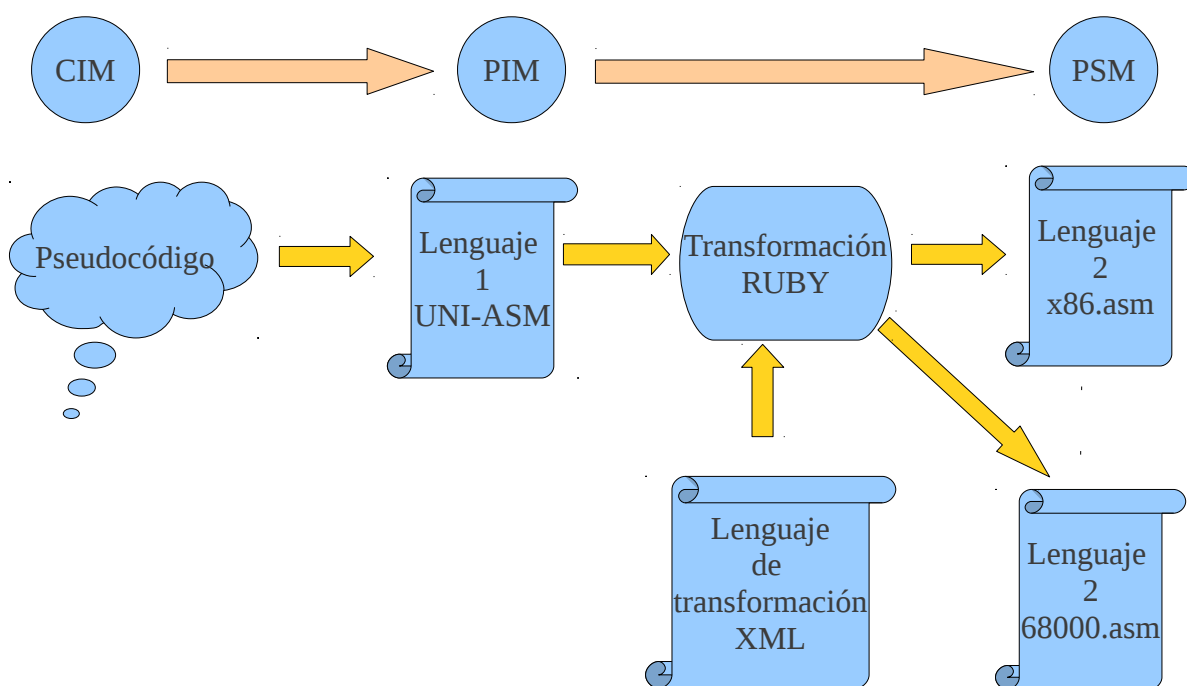 CIM
PIM
PSM
Pseudocódigo
Lenguaje
1
UNI-ASM
Transformación
RUBY
Lenguaje
2
x86.asm
Lenguaje
de
transformación
XML
Lenguaje
2
68000.asm